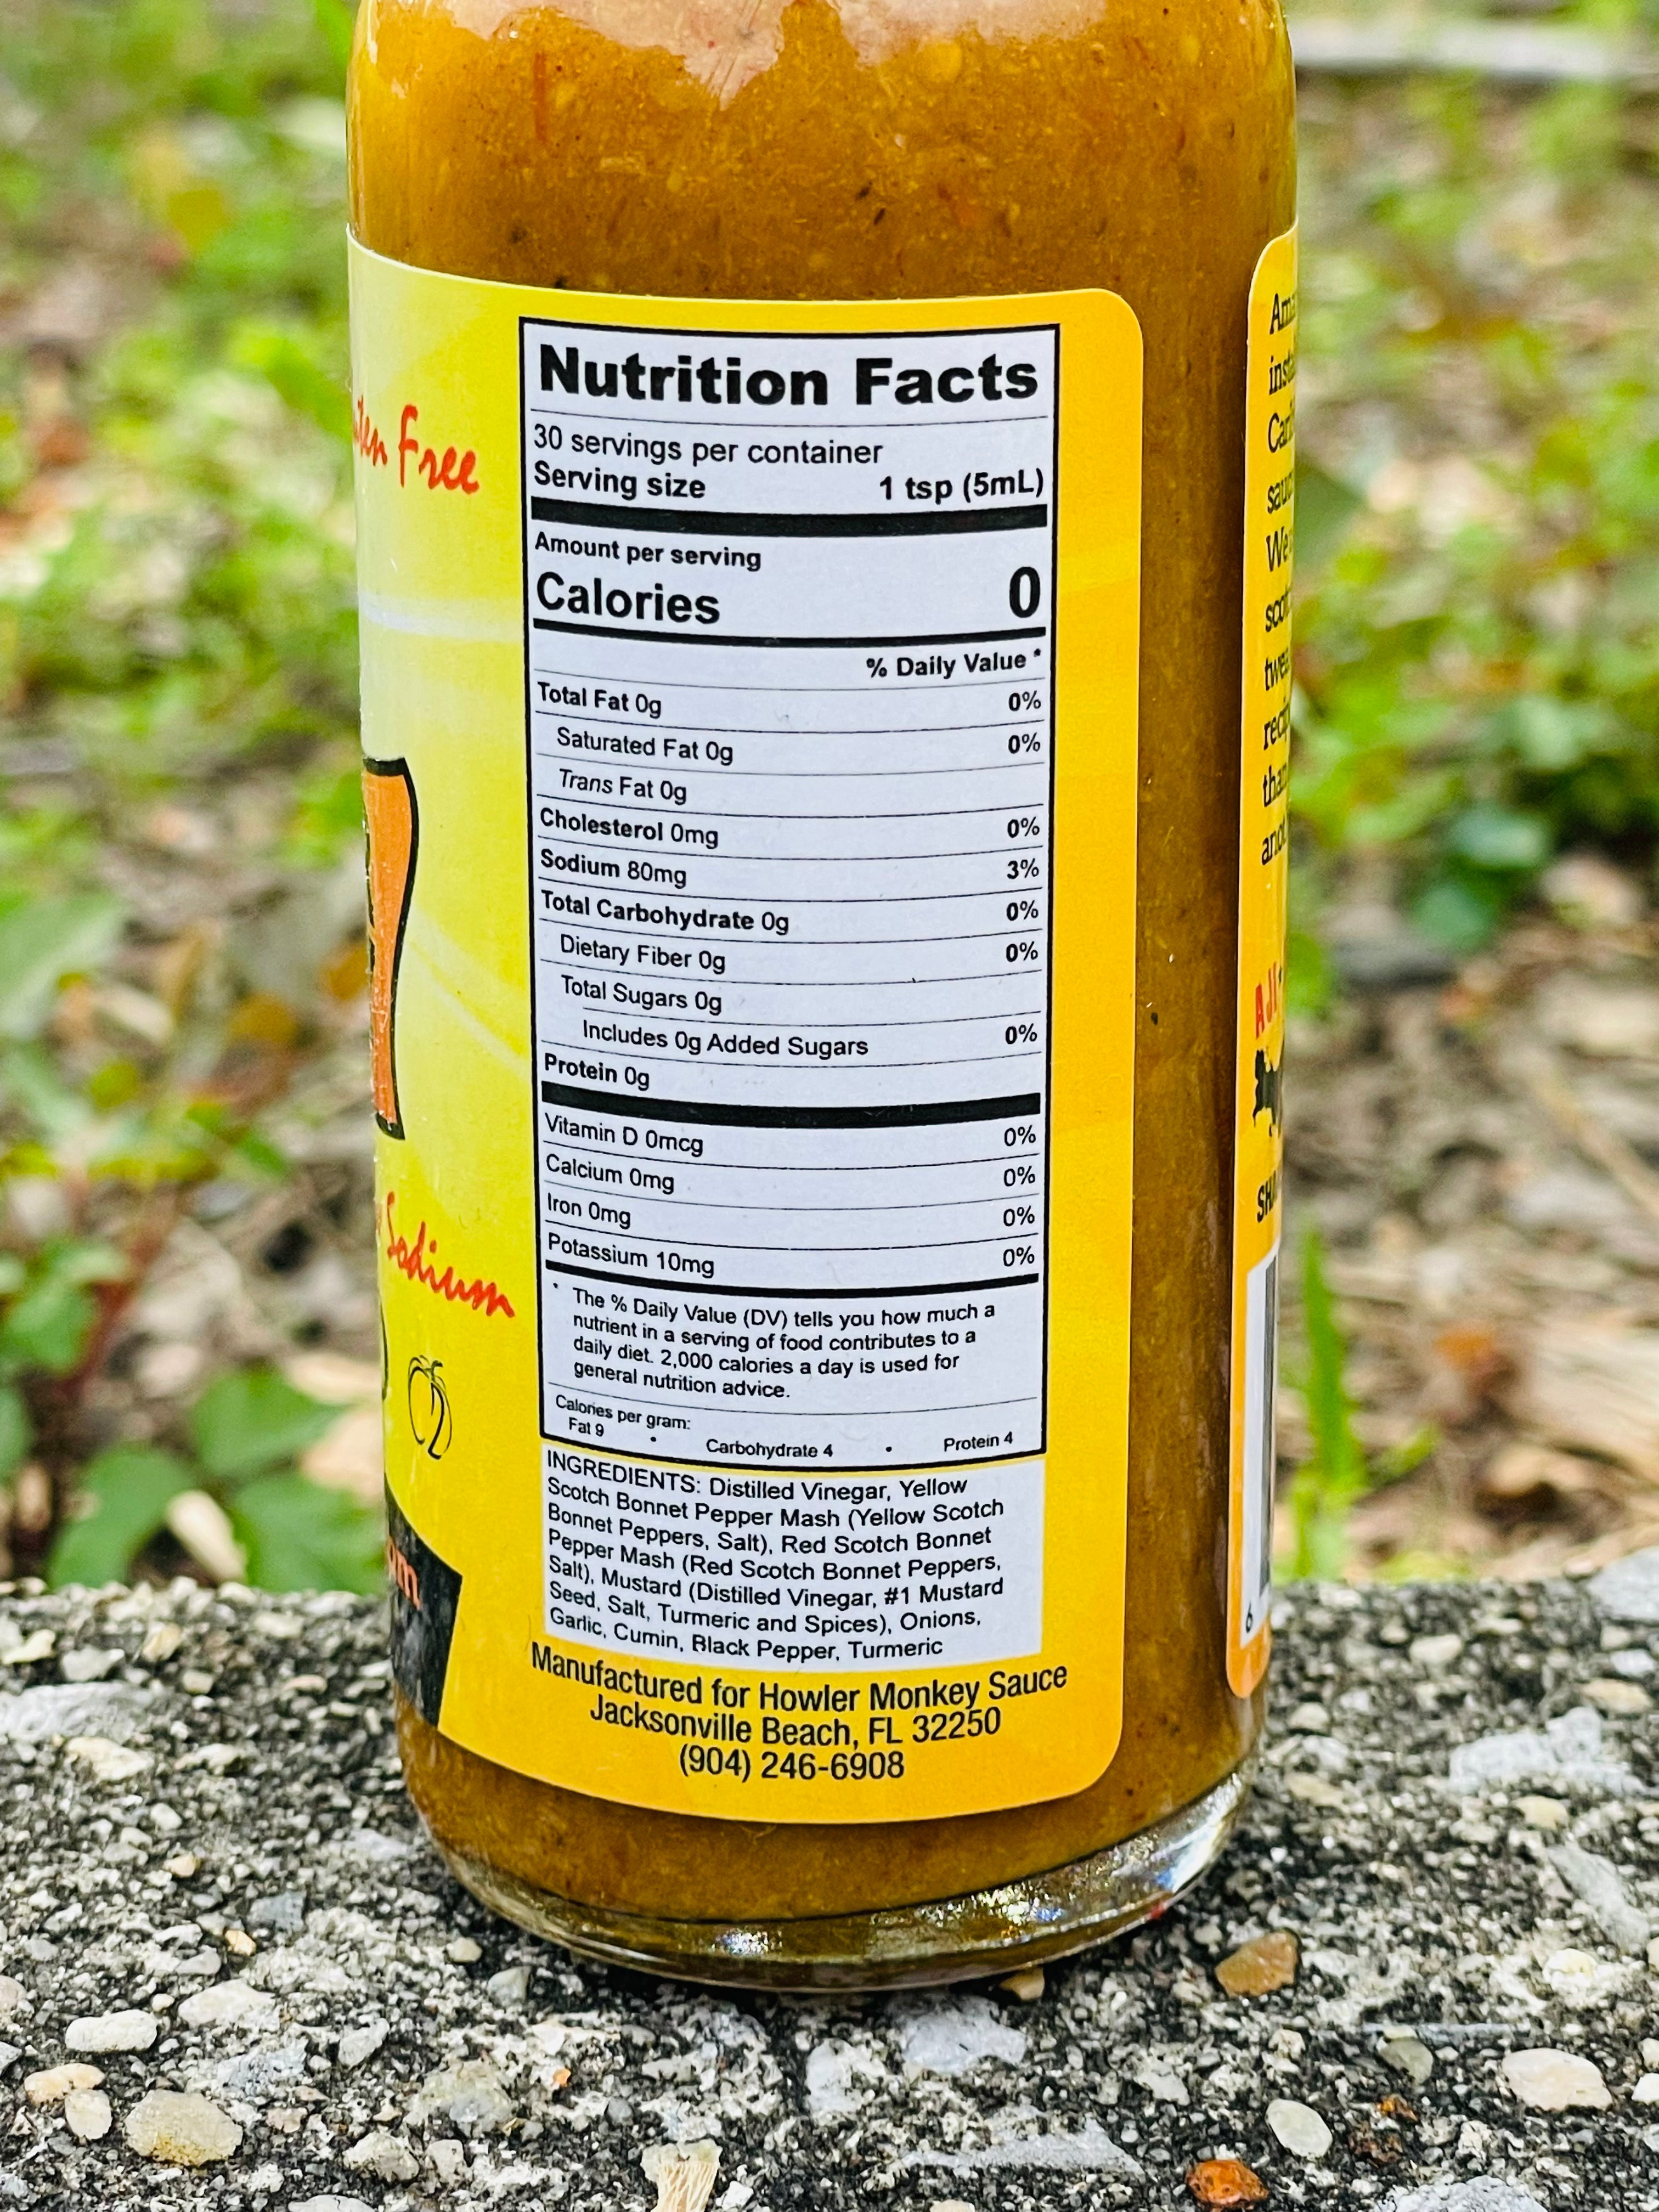 Free
Sodium
Nutrition Facts
30 servings per container
Serving size 1 tsp (5mL)
Amount per serving
Calories 0
% Daily Value *
Total Fat 0g 0%
Saturated Fat 0g 0%
Trans Fat 0g
Cholesterol 0mg 0%
Sodium 80mg 3%
Total Carbohydrate 0g 0%
Dietary Fiber 0g 0%
Total Sugars 0g
Includes 0g Added Sugars 0%
Protein 0g
Vitamin D 0mcg 0%
Calcium 0mg 0%
Iron 0mg 0%
Potassium 10mg 0%
* The % Daily Value (DV) tells you how much a
nutrient in a serving of food contributes to a
daily diet. 2,000 calories a day is used for
general nutrition advice.
Calories per gram:
Fat 9 • Carbohydrate 4 • Protein 4
INGREDIENTS: Distilled Vinegar, Yellow
Scotch Bonnet Pepper Mash (Yellow Scotch
Bonnet Peppers, Salt), Red Scotch Bonnet
Pepper Mash (Red Scotch Bonnet Peppers,
Salt), Mustard (Distilled Vinegar, #1 Mustard
Seed, Salt, Turmeric and Spices), Onions,
Garlic, Cumin, Black Pepper, Turmeric
Manufactured for Howler Monkey Sauce
Jacksonville Beach, FL 32250
(904) 246-6908
AJI
6